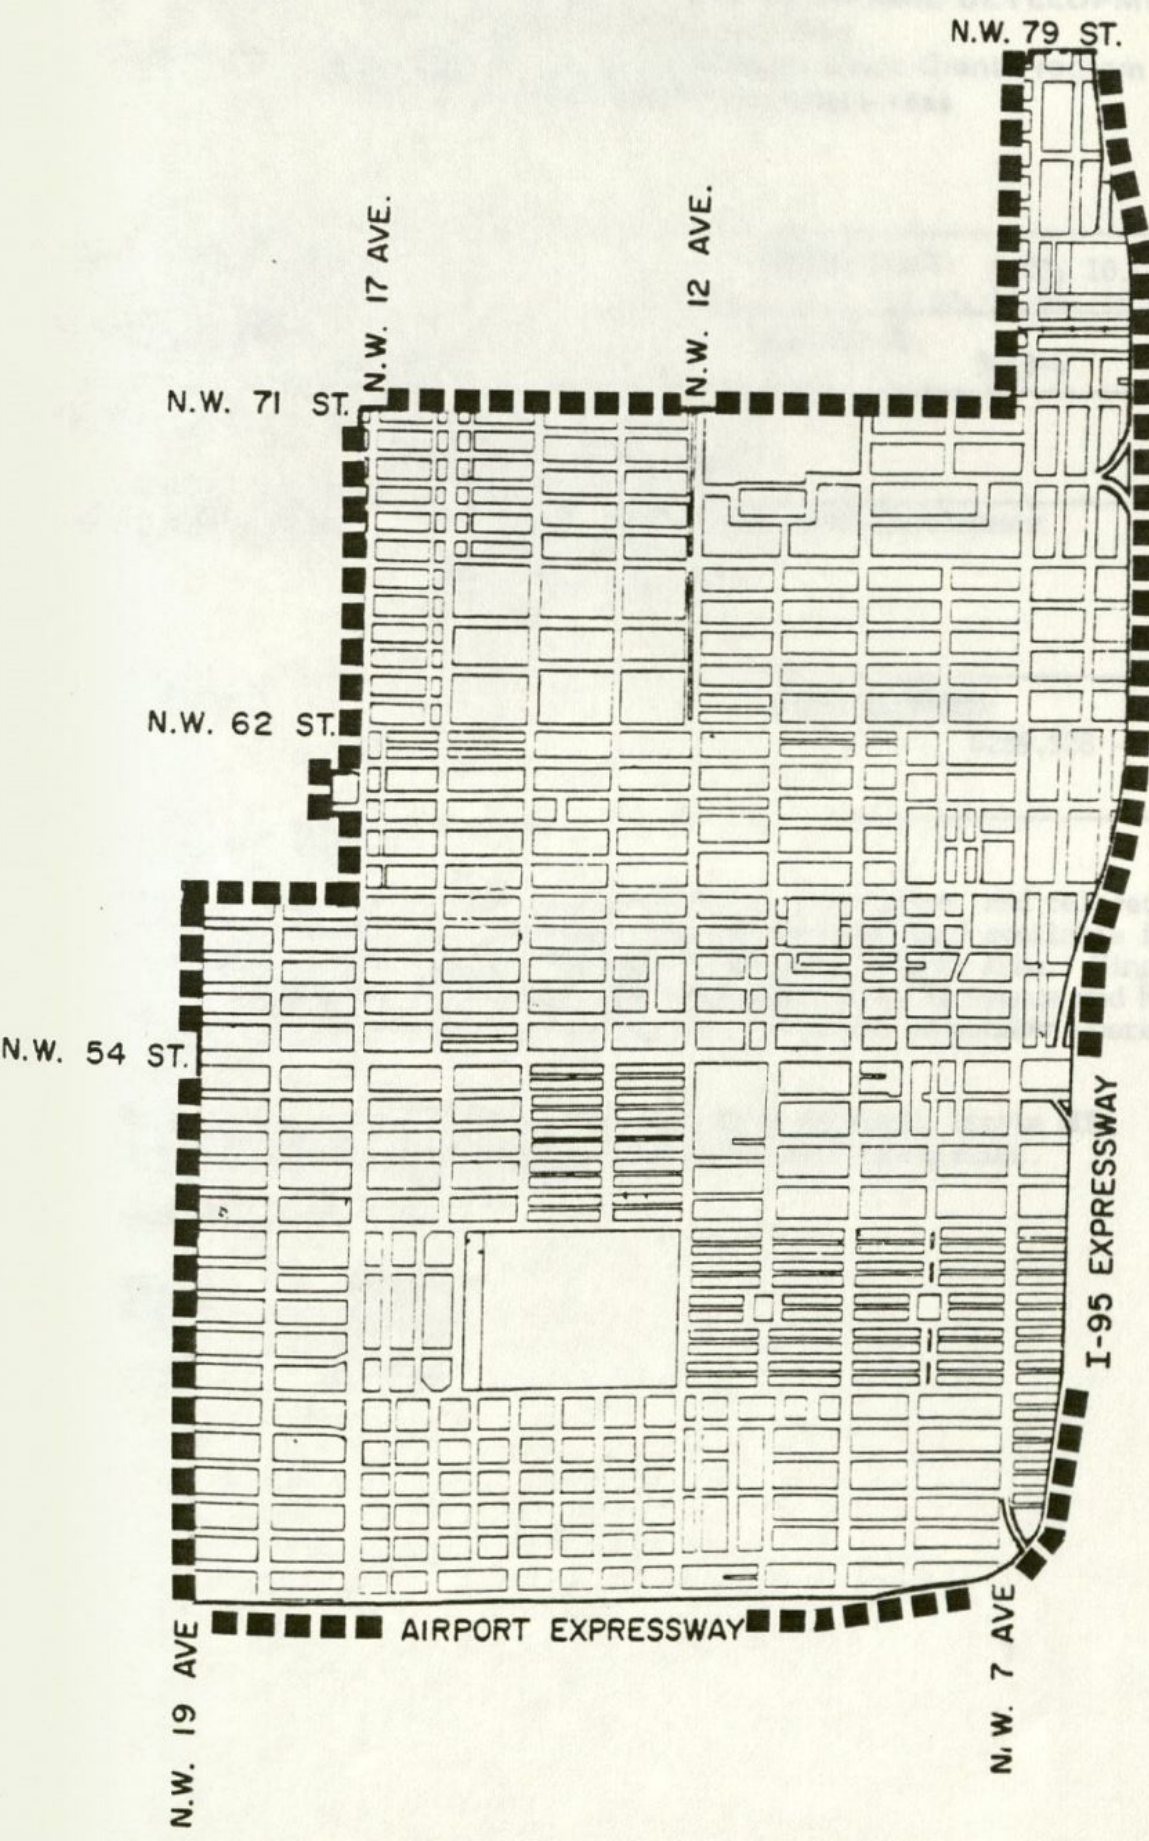 N.W. 79 ST.
N.W. 17 AVE.
N.W. 12 AVE.
N.W. 71 ST.
N.W. 62 ST.
N.W. 54 ST.
I-95 EXPRESSWAY
AIRPORT EXPRESSWAY
N.W. 19 AVE
N.W. 7 AVE